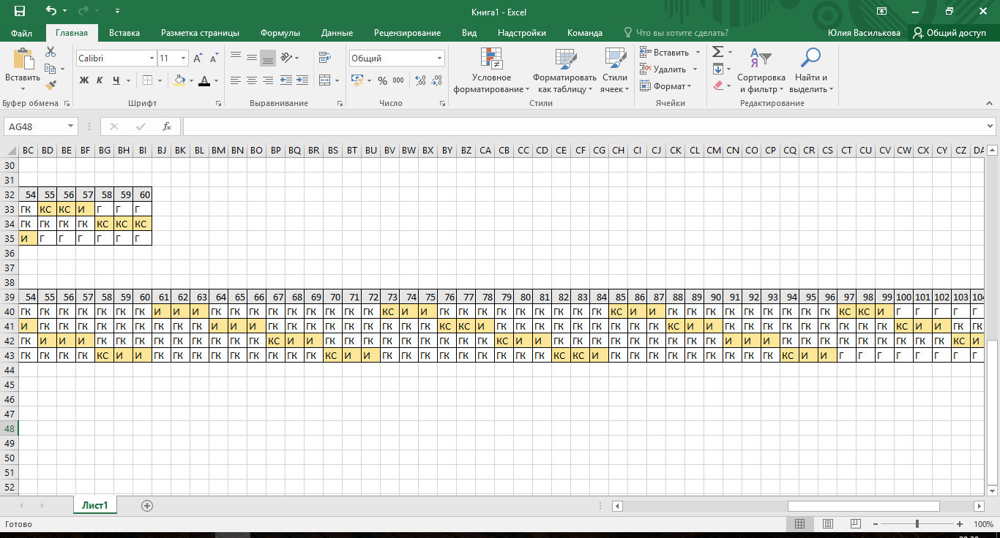 Книга1 - Excel
Файл Главная Вставка Разметка страницы Формулы Данные Рецензирование Вид Надстройки Команда Что вы хотите сделать? Юлия Василькова Общий доступ
Вставить
Буфер обмена
Calibri 11
Ж К Ч А
Шрифт
Выравнивание
Общий
% 000
Число
Условное форматирование
Форматировать как таблицу
Стили ячеек
Стили
Вставить
Удалить
Формат
Ячейки
Сортировка и фильтр
Найти и выделить
Редактирование
AG48 fx
BC BD BE BF BG BH BI BJ BK BL BM BN BO BP BQ BR BS BT BU BV BW BX BY BZ CA CB CC CD CE CF CG CH CI CJ CK CL CM CN CO CP CQ CR CS CT CU CV CW CX CY CZ DA
30
31
32 54 55 56 57 58 59 60
33 ГК КС КС И Г Г Г
34 ГК ГК ГК ГК КС КС КС
35 И Г Г Г Г Г Г
36
37
38
39 54 55 56 57 58 59 60 61 62 63 64 65 66 67 68 69 70 71 72 73 74 75 76 77 78 79 80 81 82 83 84 85 86 87 88 89 90 91 92 93 94 95 96 97 98 99 100 101 102 103 104
40 ГК ГК ГК ГК ГК ГК ГК И И И ГК ГК ГК ГК ГК ГК ГК ГК ГК КС И И ГК ГК ГК ГК ГК ГК ГК ГК ГК КС И И ГК ГК ГК ГК ГК ГК ГК ГК ГК КС КС И Г Г Г Г Г
41 И ГК ГК ГК ГК ГК ГК ГК ГК ГК И И И ГК ГК ГК ГК ГК ГК ГК ГК ГК КС КС И ГК ГК ГК ГК ГК ГК ГК ГК ГК КС И И ГК ГК ГК ГК ГК ГК ГК ГК ГК КС И И ГК ГК
42 ГК И И И ГК ГК ГК ГК ГК ГК ГК ГК ГК КС И И ГК ГК ГК ГК ГК ГК ГК ГК ГК КС И И ГК ГК ГК ГК ГК ГК ГК ГК ГК И И И ГК ГК ГК ГК ГК ГК ГК ГК ГК КС И
43 ГК ГК ГК ГК КС И И ГК ГК ГК ГК ГК ГК ГК ГК ГК КС И И ГК ГК ГК ГК ГК ГК ГК ГК ГК КС КС И ГК ГК ГК ГК ГК ГК ГК ГК ГК КС И И Г Г Г Г Г Г Г Г
44
45
46
47
48
49
50
51
52
Лист1
Готово 100%